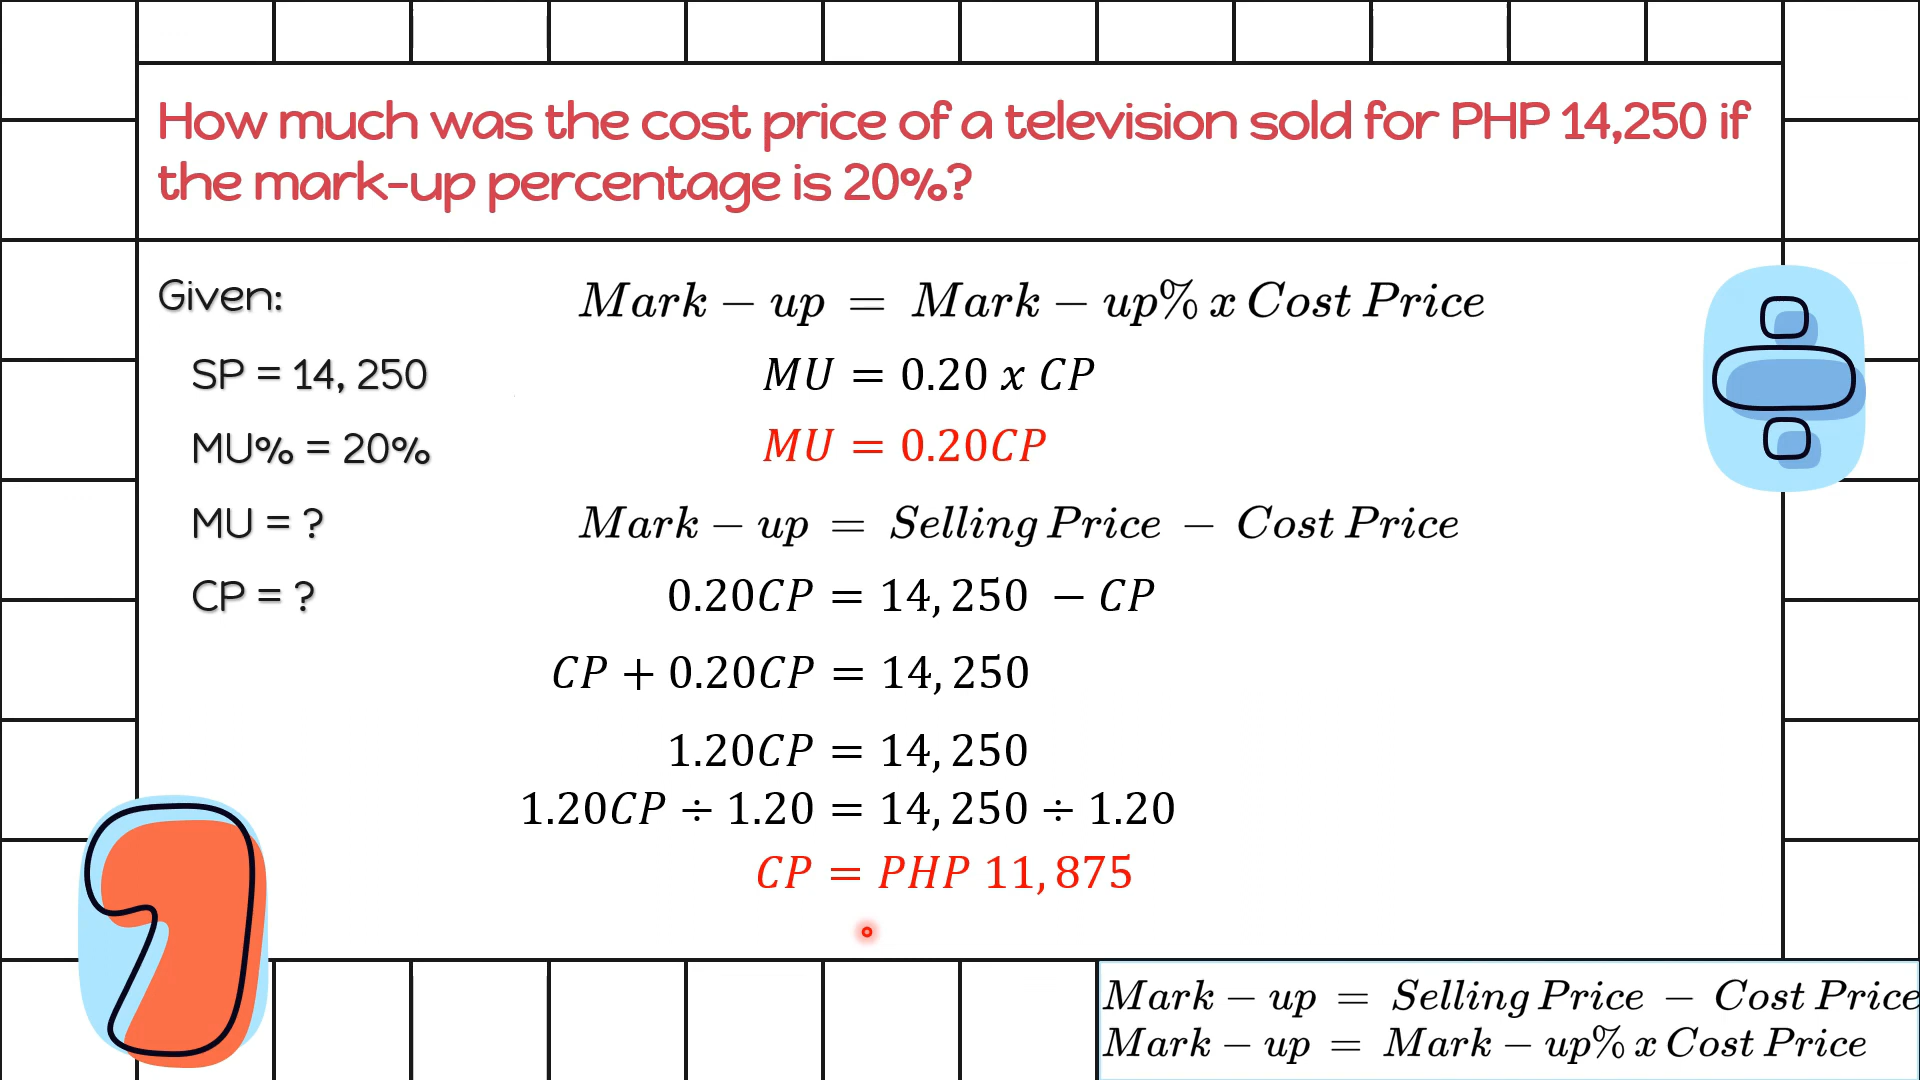 How much was the cost price of a television sold for PHP 14,250 if
the mark-up percentage is 20%?
Given:
SP = 14, 250
MU% = 20%
MU = ?
CP = ?
Mark − up = Mark − up% x Cost Price
MU = 0.20 x CP
MU = 0.20CP
Mark − up = Selling Price − Cost Price
0.20CP = 14, 250 − CP
CP + 0.20CP = 14, 250
1.20CP = 14, 250
1.20CP ÷ 1.20 = 14, 250 ÷ 1.20
CP = PHP 11, 875
Mark − up = Selling Price − Cost Price
Mark − up = Mark − up% x Cost Price